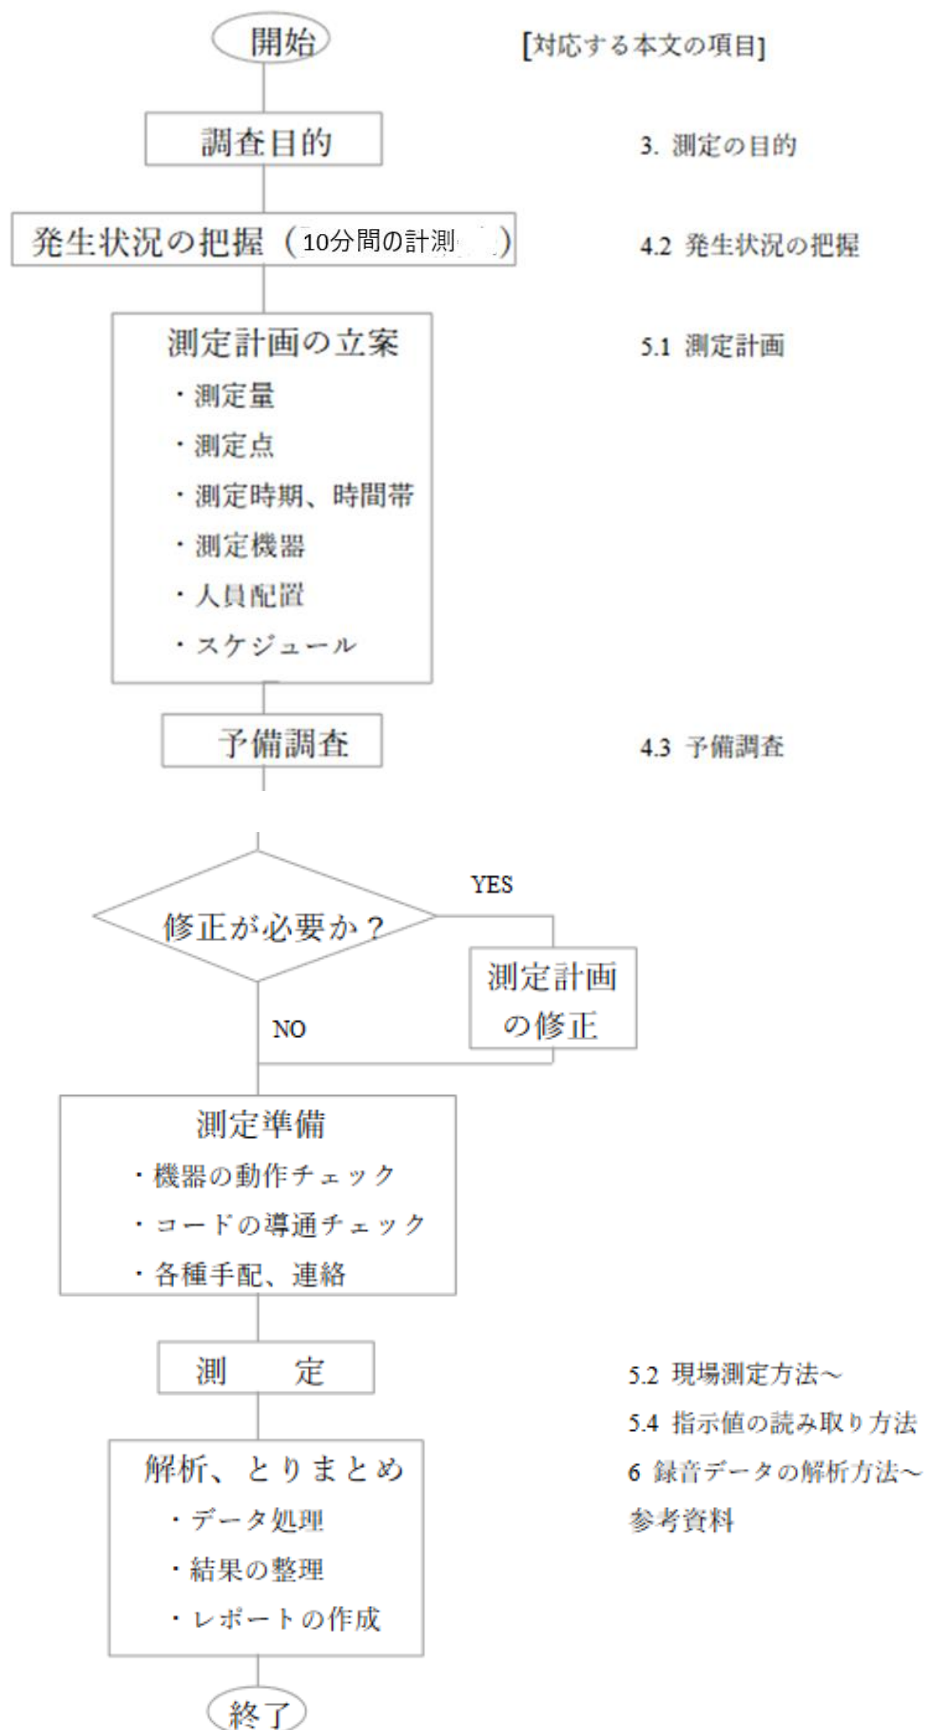 開始
[対応する本文の項目]
調査目的
3. 測定の目的
発生状況の把握（10分間の計測 ）
4.2 発生状況の把握
測定計画の立案
5.1 測定計画
・測定量
・測定点
・測定時期、時間帯
・測定機器
・人員配置
・スケジュール
予備調査
4.3 予備調査
YES
修正が必要か？
測定計画
の修正
NO
測定準備
・機器の動作チェック
・コードの導通チェック
・各種手配、連絡
測　　定
5.2 現場測定方法～
5.4 指示値の読み取り方法
解析、とりまとめ
6 録音データの解析方法～
・データ処理
参考資料
・結果の整理
・レポートの作成
終了